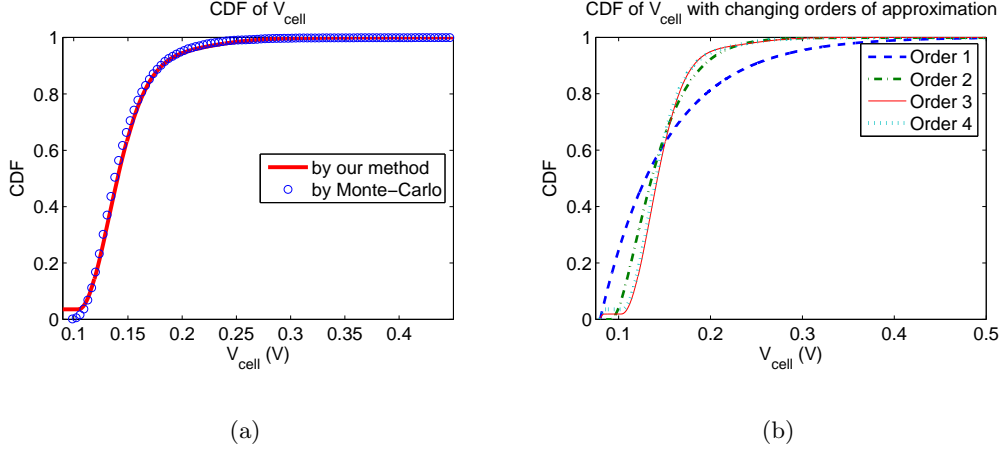 CDF of V_cell
1
0.8
0.6
0.4
0.2
0
CDF
0.1
0.15
0.2
0.25
0.3
0.35
0.4
V_cell (V)
by our method
by Monte-Carlo
(a)
CDF of V_cell with changing orders of approximation
1
0.8
0.6
0.4
0.2
0
CDF
0.1
0.2
0.3
0.4
0.5
V_cell (V)
Order 1
Order 2
Order 3
Order 4
(b)